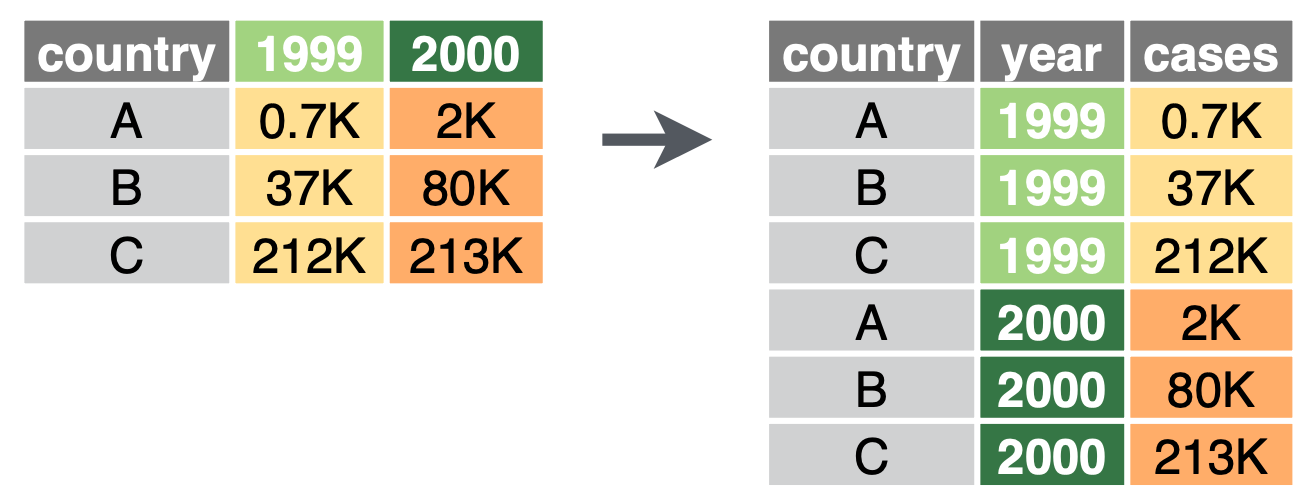 country 1999 2000
A 0.7K 2K
B 37K 80K
C 212K 213K
country year cases
A 1999 0.7K
B 1999 37K
C 1999 212K
A 2000 2K
B 2000 80K
C 2000 213K